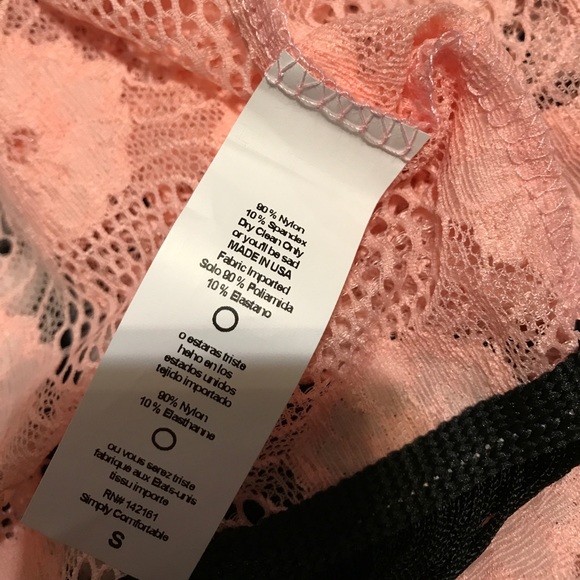 90% Nylon
10% Spandex
Dry Clean Only
or you'll be sad
MADE IN USA
Fabric Imported
Solo 90% Poliamida
10% Elastano
o estaras triste
heho en los
estados unidos
tejido importado
90% Nylon
10% Elasthanne
ou vous serez triste
fabrique aux Etats-unis
tissu importe
RN# 142161
Simply Comfortable
S